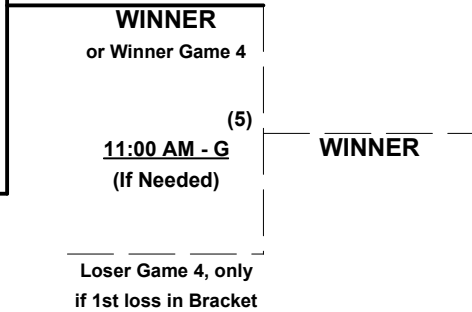 WINNER
or Winner Game 4
(5)
11:00 AM - G
WINNER
(If Needed)
Loser Game 4, only
if 1st loss in Bracket